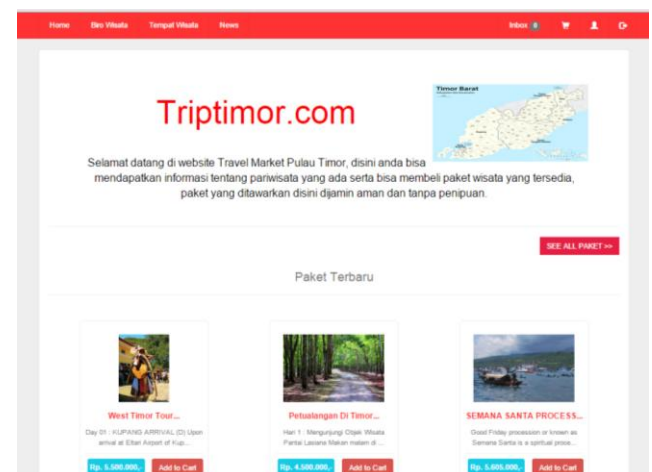 Home Biro Wisata Tempat Wisata News Inbox 0
Timor Barat
Triptimor.com
Selamat datang di website Travel Market Pulau Timor, disini anda bisa
mendapatkan informasi tentang pariwisata yang ada serta bisa membeli paket wisata yang tersedia,
paket yang ditawarkan disini dijamin aman dan tanpa penipuan.
SEE ALL PAKET >>
Paket Terbaru
West Timor Tour...
Day 01 : KUPANG ARRIVAL (D) Upon
arrival at Eltari Airport of Kup...
Rp. 5.500.000,- Add to Cart
Petualangan Di Timor...
Hari 1 : Mengunjungi Objek Wisata
Pantai Lasiana Makan malam di ...
Rp. 4.500.000,- Add to Cart
SEMANA SANTA PROCESS...
Good Friday procession or known as
Semana Santa is a spiritual proce...
Rp. 5.605.000,- Add to Cart